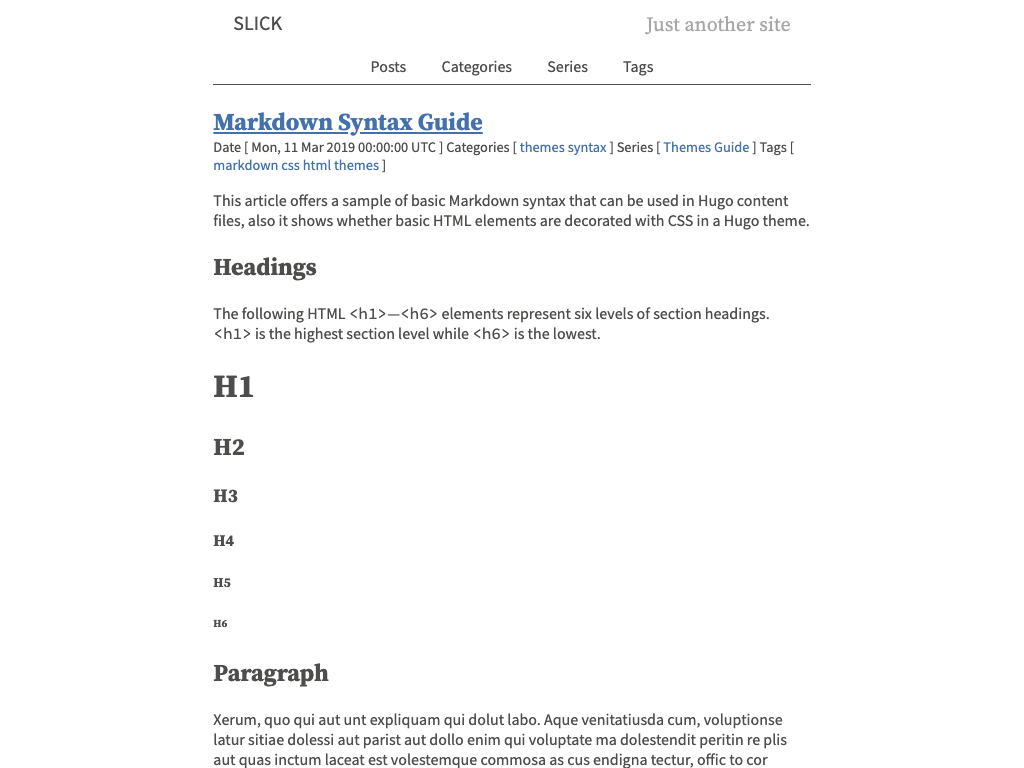 SLICK
Just another site
Posts Categories Series Tags
Markdown Syntax Guide
Date [ Mon, 11 Mar 2019 00:00:00 UTC ] Categories [ themes syntax ] Series [ Themes Guide ] Tags [
markdown css html themes ]
This article offers a sample of basic Markdown syntax that can be used in Hugo content
files, also it shows whether basic HTML elements are decorated with CSS in a Hugo theme.
Headings
The following HTML <h1>—<h6> elements represent six levels of section headings.
<h1> is the highest section level while <h6> is the lowest.
H1
H2
H3
H4
H5
H6
Paragraph
Xerum, quo qui aut unt expliquam qui dolut labo. Aque venitatiusda cum, voluptionse
latur sitiae dolessi aut parist aut dollo enim qui voluptate ma dolestendit peritin re plis
aut quas inctum laceat est volestemque commosa as cus endigna tectur, offic to cor